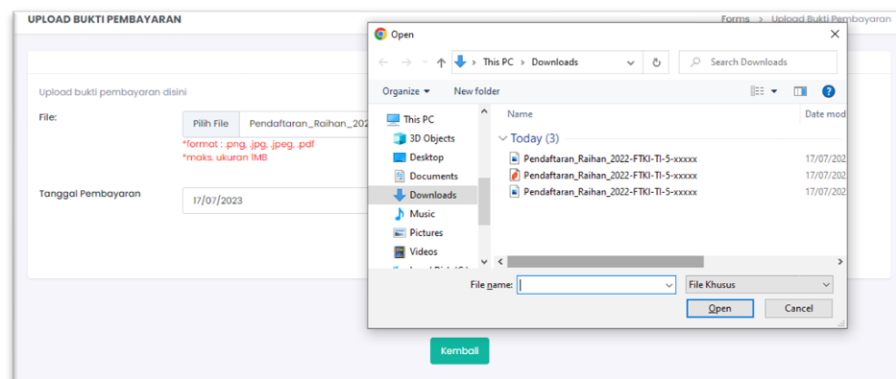 UPLOAD BUKTI PEMBAYARAN
Forms > Upload Bukti Pembayaran
Upload bukti pembayaran disini
File:
Pilih File Pendaftaran_Raihan_202
*format : .png, .jpg, .jpeg, .pdf
*maks. ukuran 1MB
Tanggal Pembayaran
17/07/2023
Kembali
Open
This PC > Downloads
Search Downloads
Organize
New folder
This PC
3D Objects
Desktop
Documents
Downloads
Music
Pictures
Videos
Name
Date mod
Today (3)
Pendaftaran_Raihan_2022-FTKI-TI-5-xxxxx 17/07/202
Pendaftaran_Raihan_2022-FTKI-TI-5-xxxxx 17/07/202
Pendaftaran_Raihan_2022-FTKI-TI-5-xxxxx 17/07/202
File name:
File Khusus
Open
Cancel